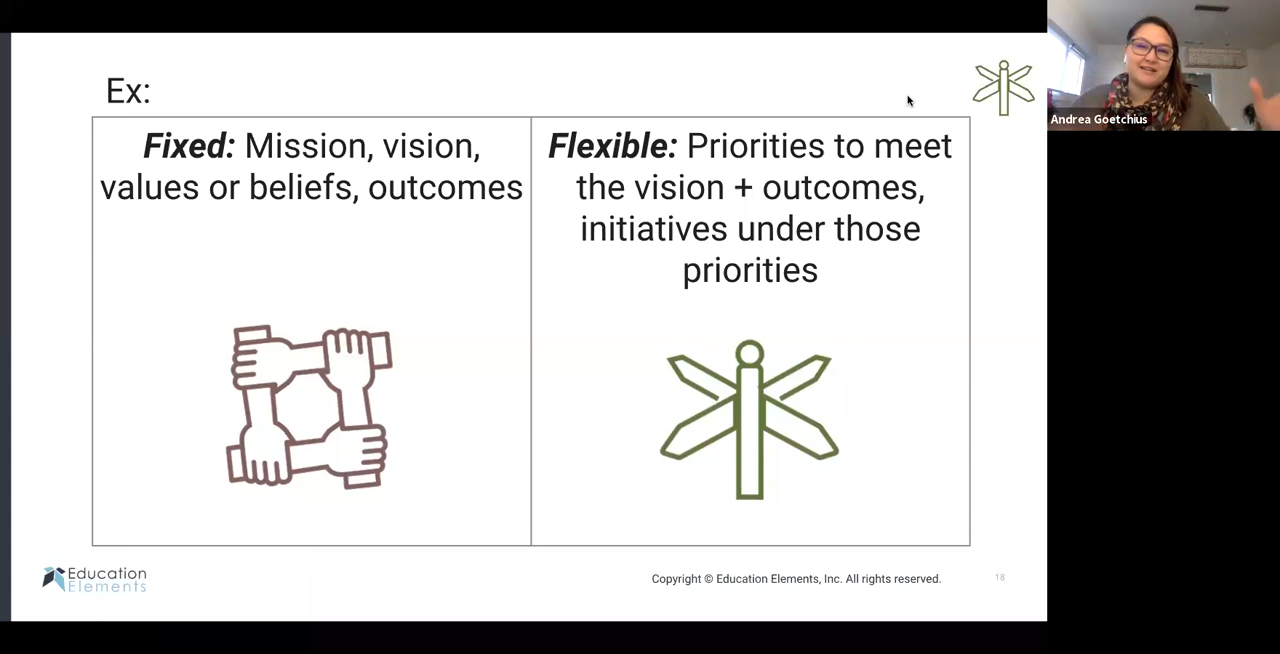 Ex:
Fixed: Mission, vision,
values or beliefs, outcomes
Flexible: Priorities to meet
the vision + outcomes,
initiatives under those
priorities
Education
Elements
Copyright © Education Elements, Inc. All rights reserved.
18
Andrea Goetchius